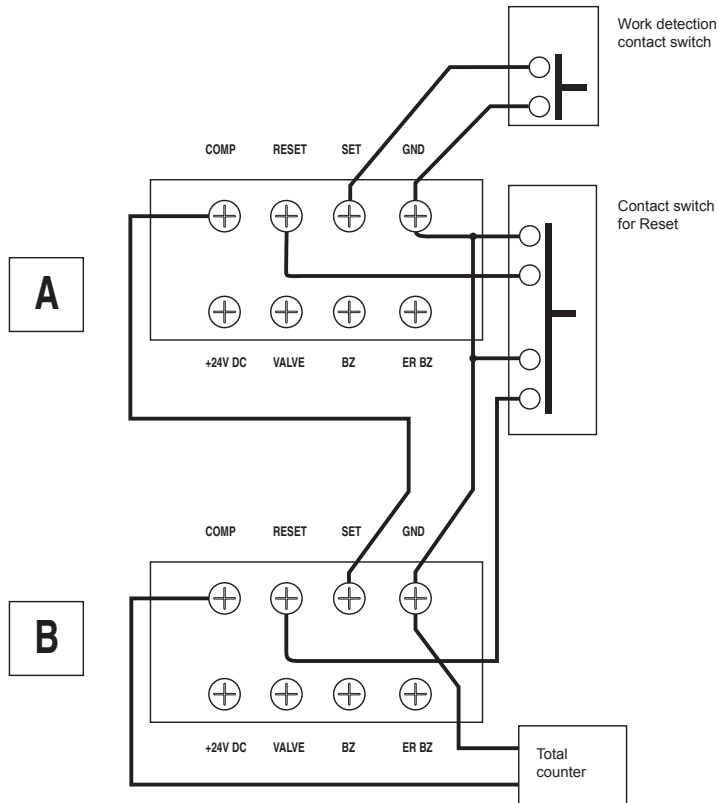 Work detection
contact switch
COMP RESET SET GND
Contact switch
for Reset
A
+24V DC VALVE BZ ER BZ
COMP RESET SET GND
B
+24V DC VALVE BZ ER BZ
Total
counter